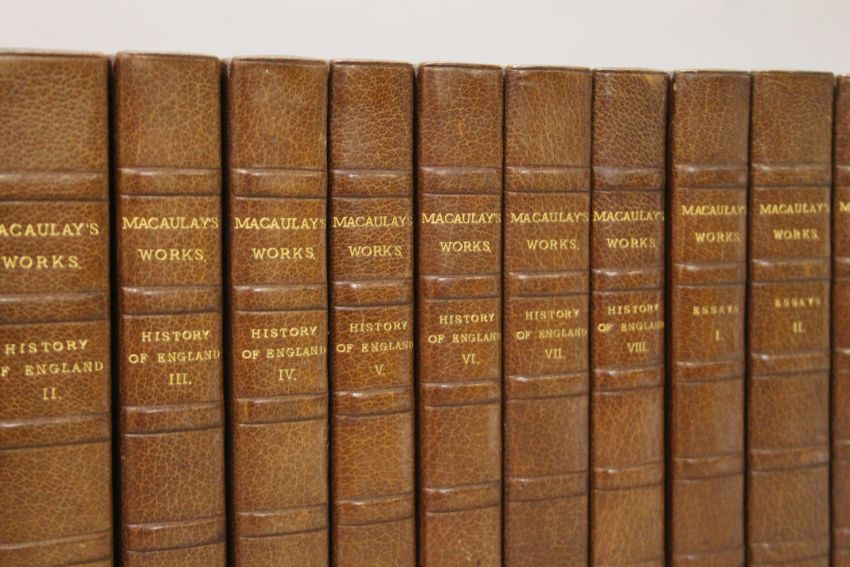 MACAULAY'S
WORKS.
HISTORY
OF ENGLAND
II.
MACAULAY'S
WORKS.
HISTORY
OF ENGLAND
III.
MACAULAY'S
WORKS.
HISTORY
OF ENGLAND
IV.
MACAULAY'S
WORKS.
HISTORY
OF ENGLAND
V.
MACAULAY'S
WORKS.
HISTORY
OF ENGLAND
VI.
MACAULAY'S
WORKS.
HISTORY
OF ENGLAND
VII.
MACAULAY'S
WORKS.
HISTORY
OF ENGLAND
VIII.
MACAULAY'S
WORKS.
ESSAYS
I.
MACAULAY'S
WORKS.
ESSAYS
II.